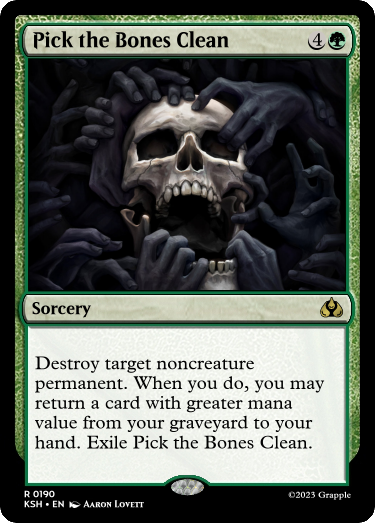 Pick the Bones Clean 4
Sorcery
Destroy target noncreature
permanent. When you do, you may
return a card with greater mana
value from your graveyard to your
hand. Exile Pick the Bones Clean.
R 0190
KSH • EN Aaron Lovett
©2023 Grapple